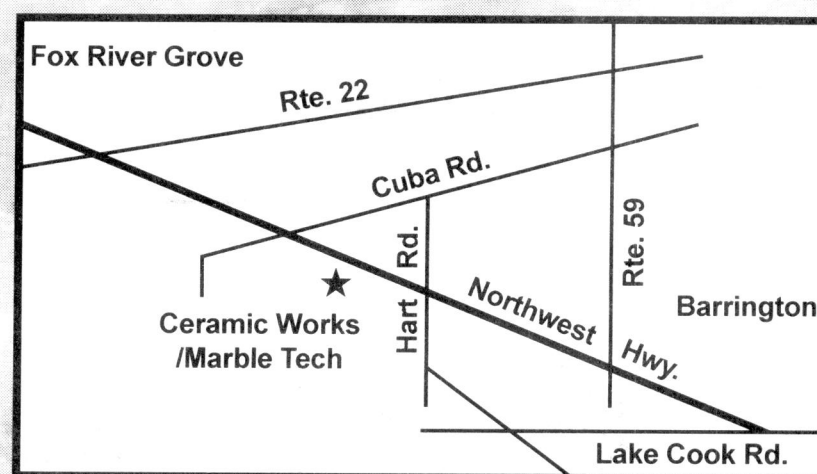 Fox River Grove
Rte. 22
Cuba Rd.
Hart Rd.
Rte. 59
Northwest Hwy.
Barrington
Ceramic Works
/Marble Tech
Lake Cook Rd.